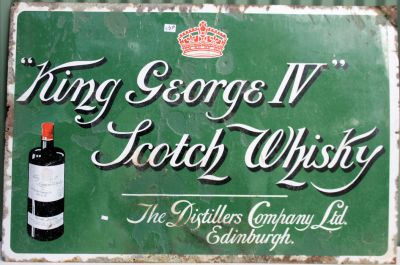 "King George IV"
Scotch Whisky
The Distillers Company Ltd.
Edinburgh.